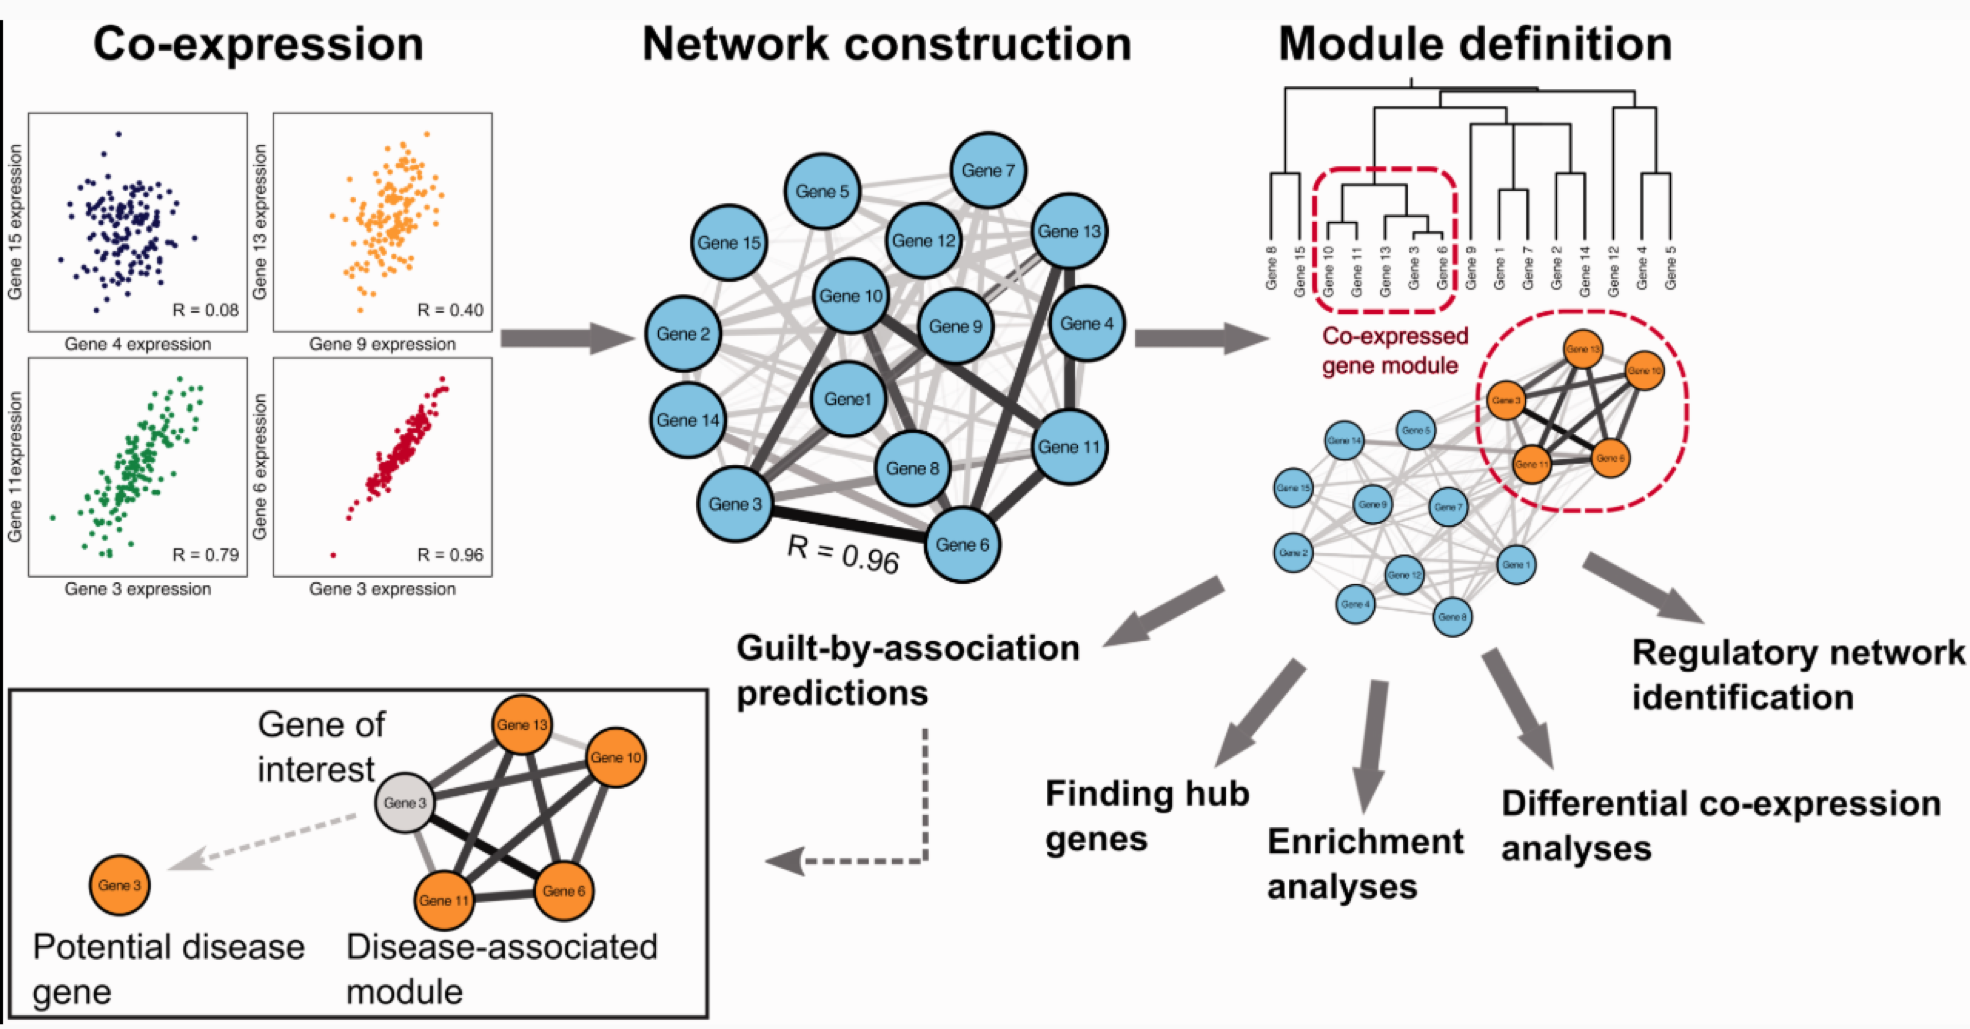 Co-expression
Network construction
Module definition
Gene 15 expression
R = 0.08
Gene 4 expression
Gene 13 expression
R = 0.40
Gene 9 expression
Gene 11expression
R = 0.79
Gene 3 expression
Gene 6 expression
R = 0.96
Gene 3 expression
Gene 7
Gene 5
Gene 13
Gene 12
Gene 15
Gene 10
Gene 4
Gene 9
Gene 2
Gene1
Gene 14
Gene 11
Gene 8
Gene 3
Gene 6
R = 0.96
Gene 8
Gene 15
Gene 10
Gene 11
Gene 13
Gene 3
Gene 6
Gene 9
Gene 1
Gene 7
Gene 2
Gene 14
Gene 12
Gene 4
Gene 5
Co-expressed
gene module
Gene 13
Gene 10
Gene 3
Gene 5
Gene 14
Gene 6
Gene 11
Gene 15
Gene 9
Gene 7
Gene 2
Gene 1
Gene 12
Gene 4
Gene 8
Guilt-by-association
predictions
Finding hub
genes
Enrichment
analyses
Differential co-expression
analyses
Regulatory network
identification
Gene of
interest
Gene 13
Gene 10
Gene 3
Gene 3
Gene 6
Gene 11
Potential disease
gene
Disease-associated
module